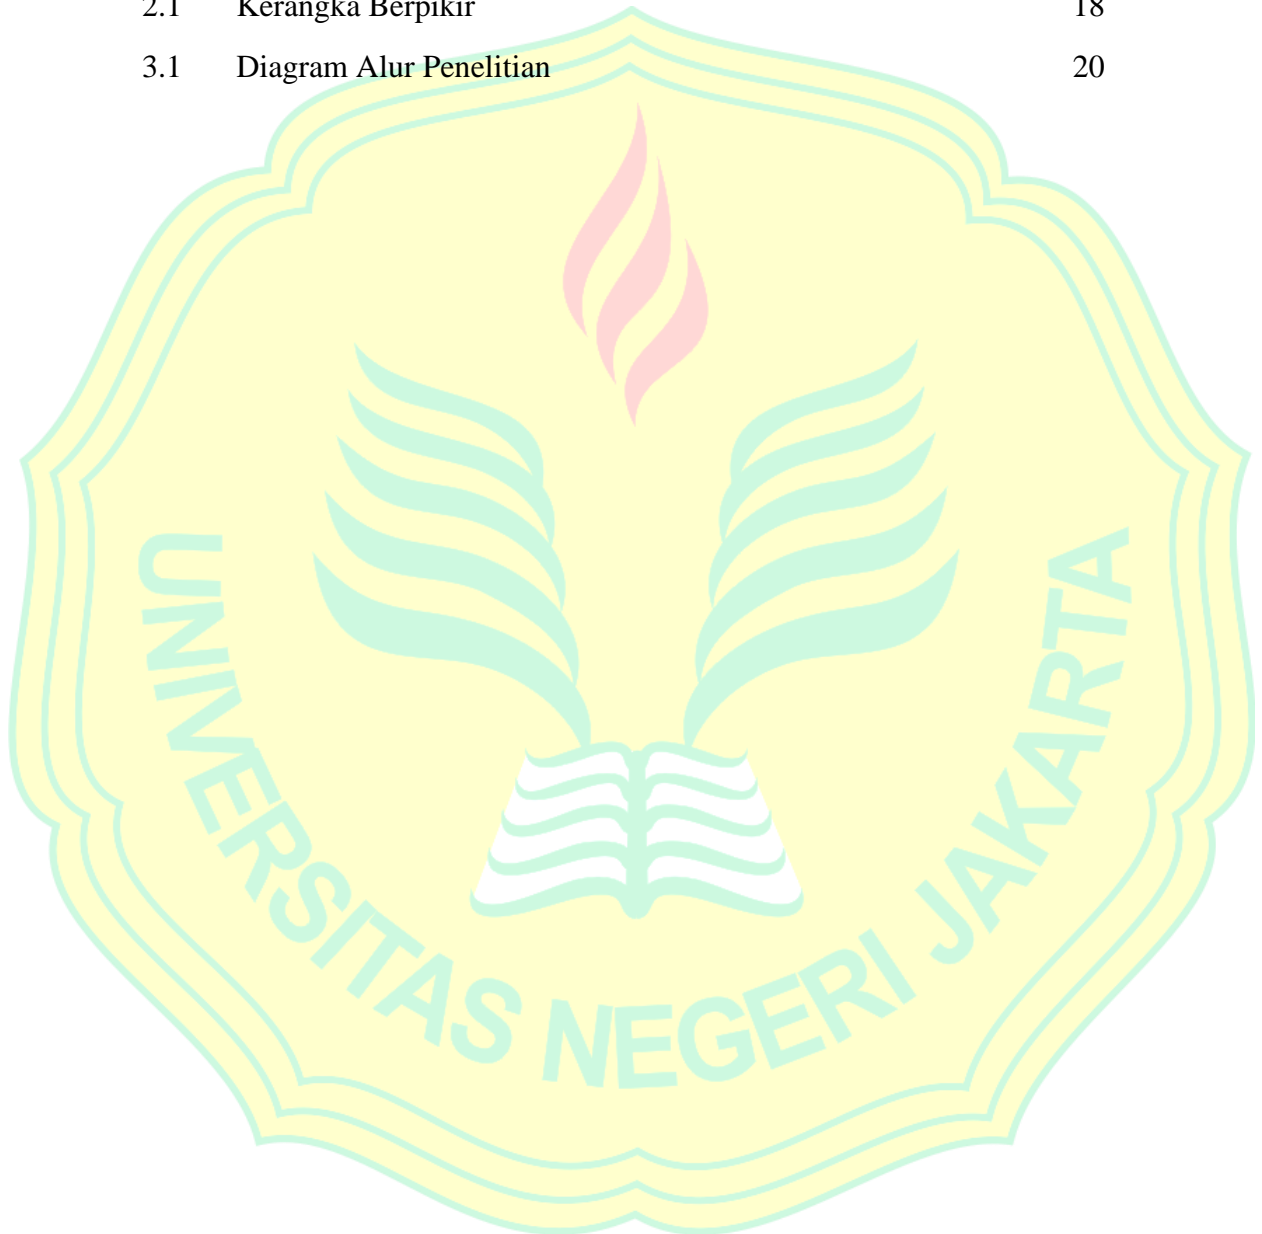 2.1 Kerangka Berpikir 18
3.1 Diagram Alur Penelitian 20
UNIVERSITAS NEGERI JAKARTA